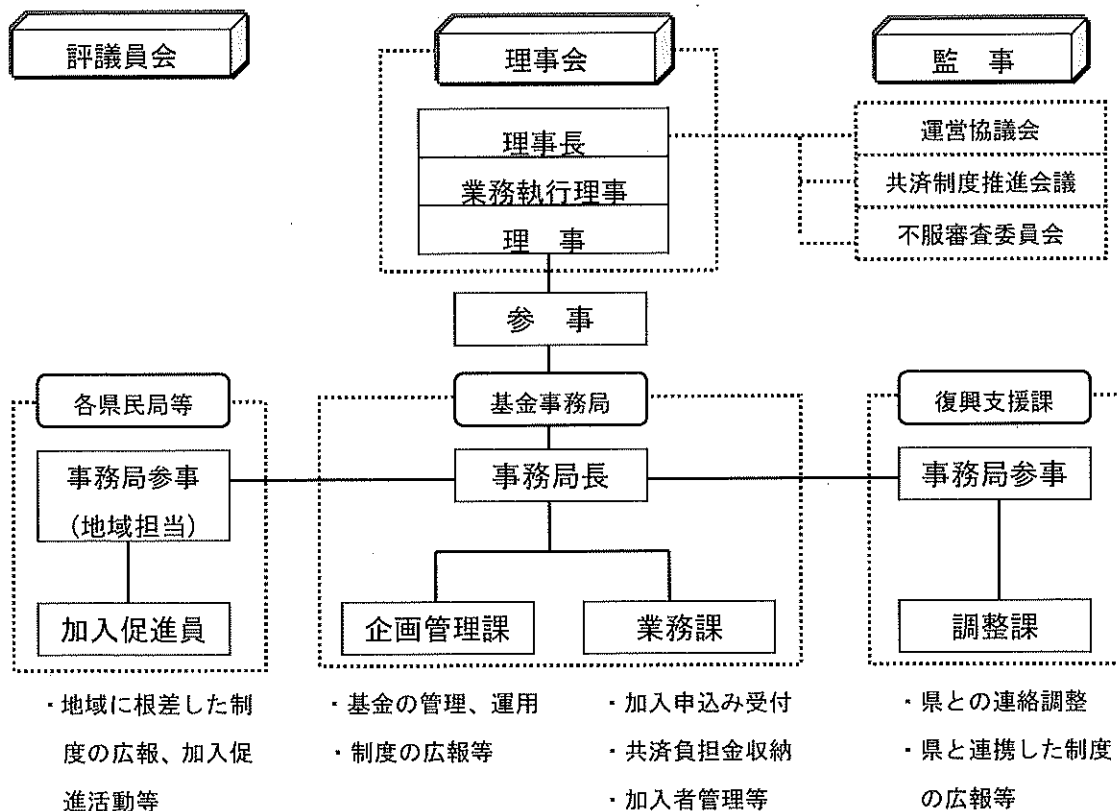 評議員会
理事会
監　事
理事長
業務執行理事
理　事
運営協議会
共済制度推進会議
不服審査委員会
参　事
各県民局等
基金事務局
復興支援課
事務局参事
(地域担当)
事務局長
事務局参事
加入促進員
企画管理課
業務課
調整課
・地域に根差した制
度の広報、加入促
進活動等
・基金の管理、運用
・制度の広報等
・加入申込み受付
・共済負担金収納
・加入者管理等
・県との連絡調整
・県と連携した制度
の広報等